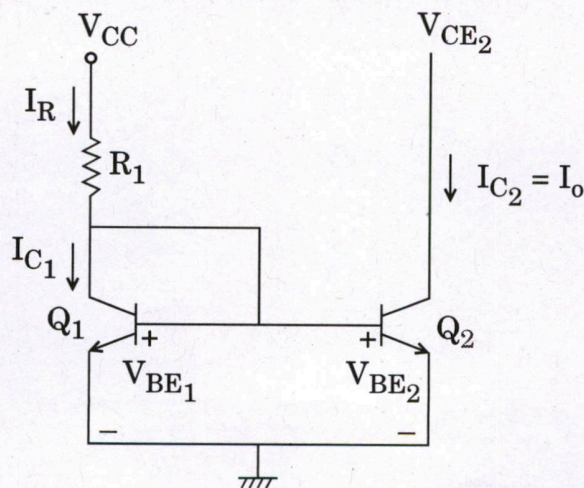 V_CC
V_CE2
I_R
R_1
I_C2 = I_o
I_C1
Q_1
+
V_BE1
+
V_BE2
Q_2
−
−